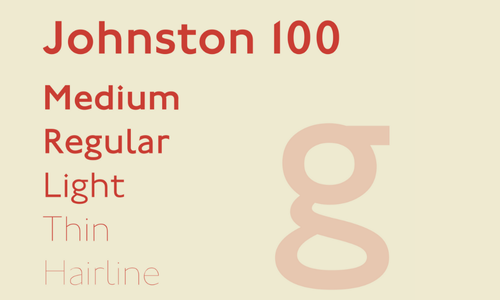 Johnston 100
Medium
Regular
Light
Thin
Hairline
g